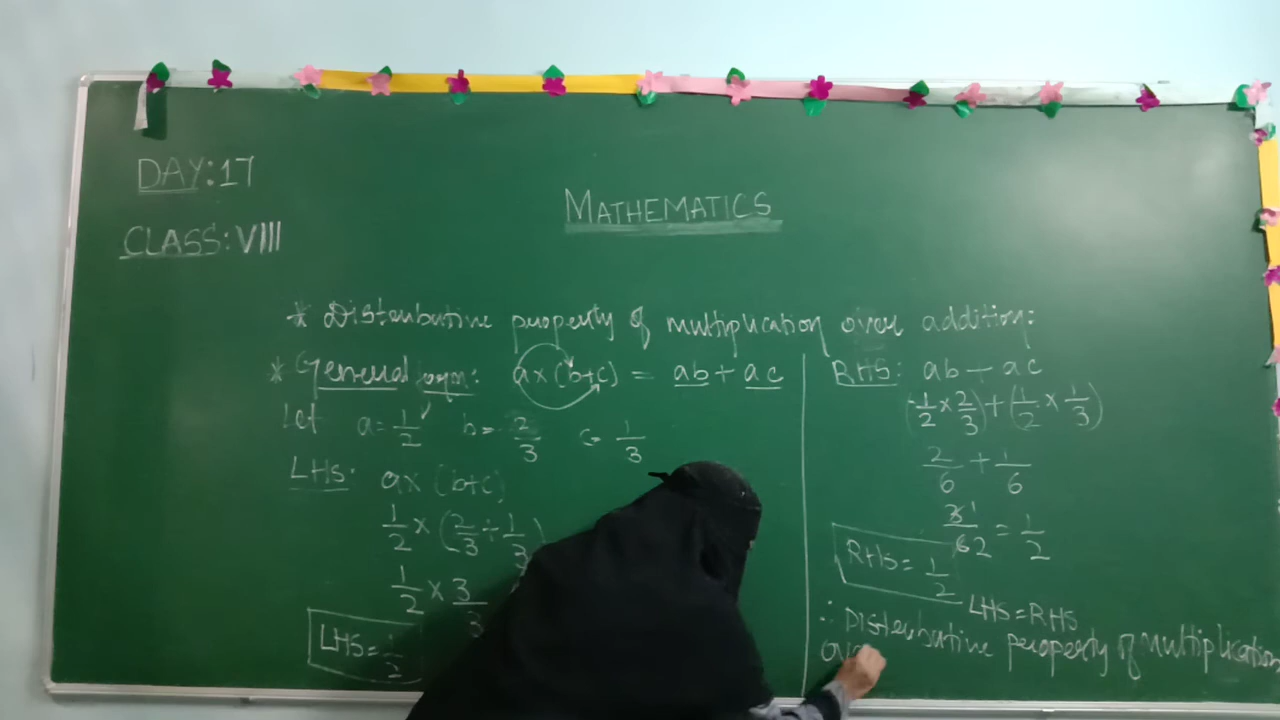 DAY:17
CLASS:VIII
MATHEMATICS
* Distributive property of multiplication over addition:
* General form: a×(b+c) = ab + ac
Let a = 1/2, b = 2/3 c = 1/3
LHS: a× (b+c)
1/2 × (2/3 + 1/3)
1/2 × 3/3
LHS = 1/2
RHS: ab + ac
(1/2 × 2/3) + (1/2 × 1/3)
2/6 + 1/6
3 1/6 2 = 1/2
RHS = 1/2
LHS = RHS
∴ Distributive property of multiplication